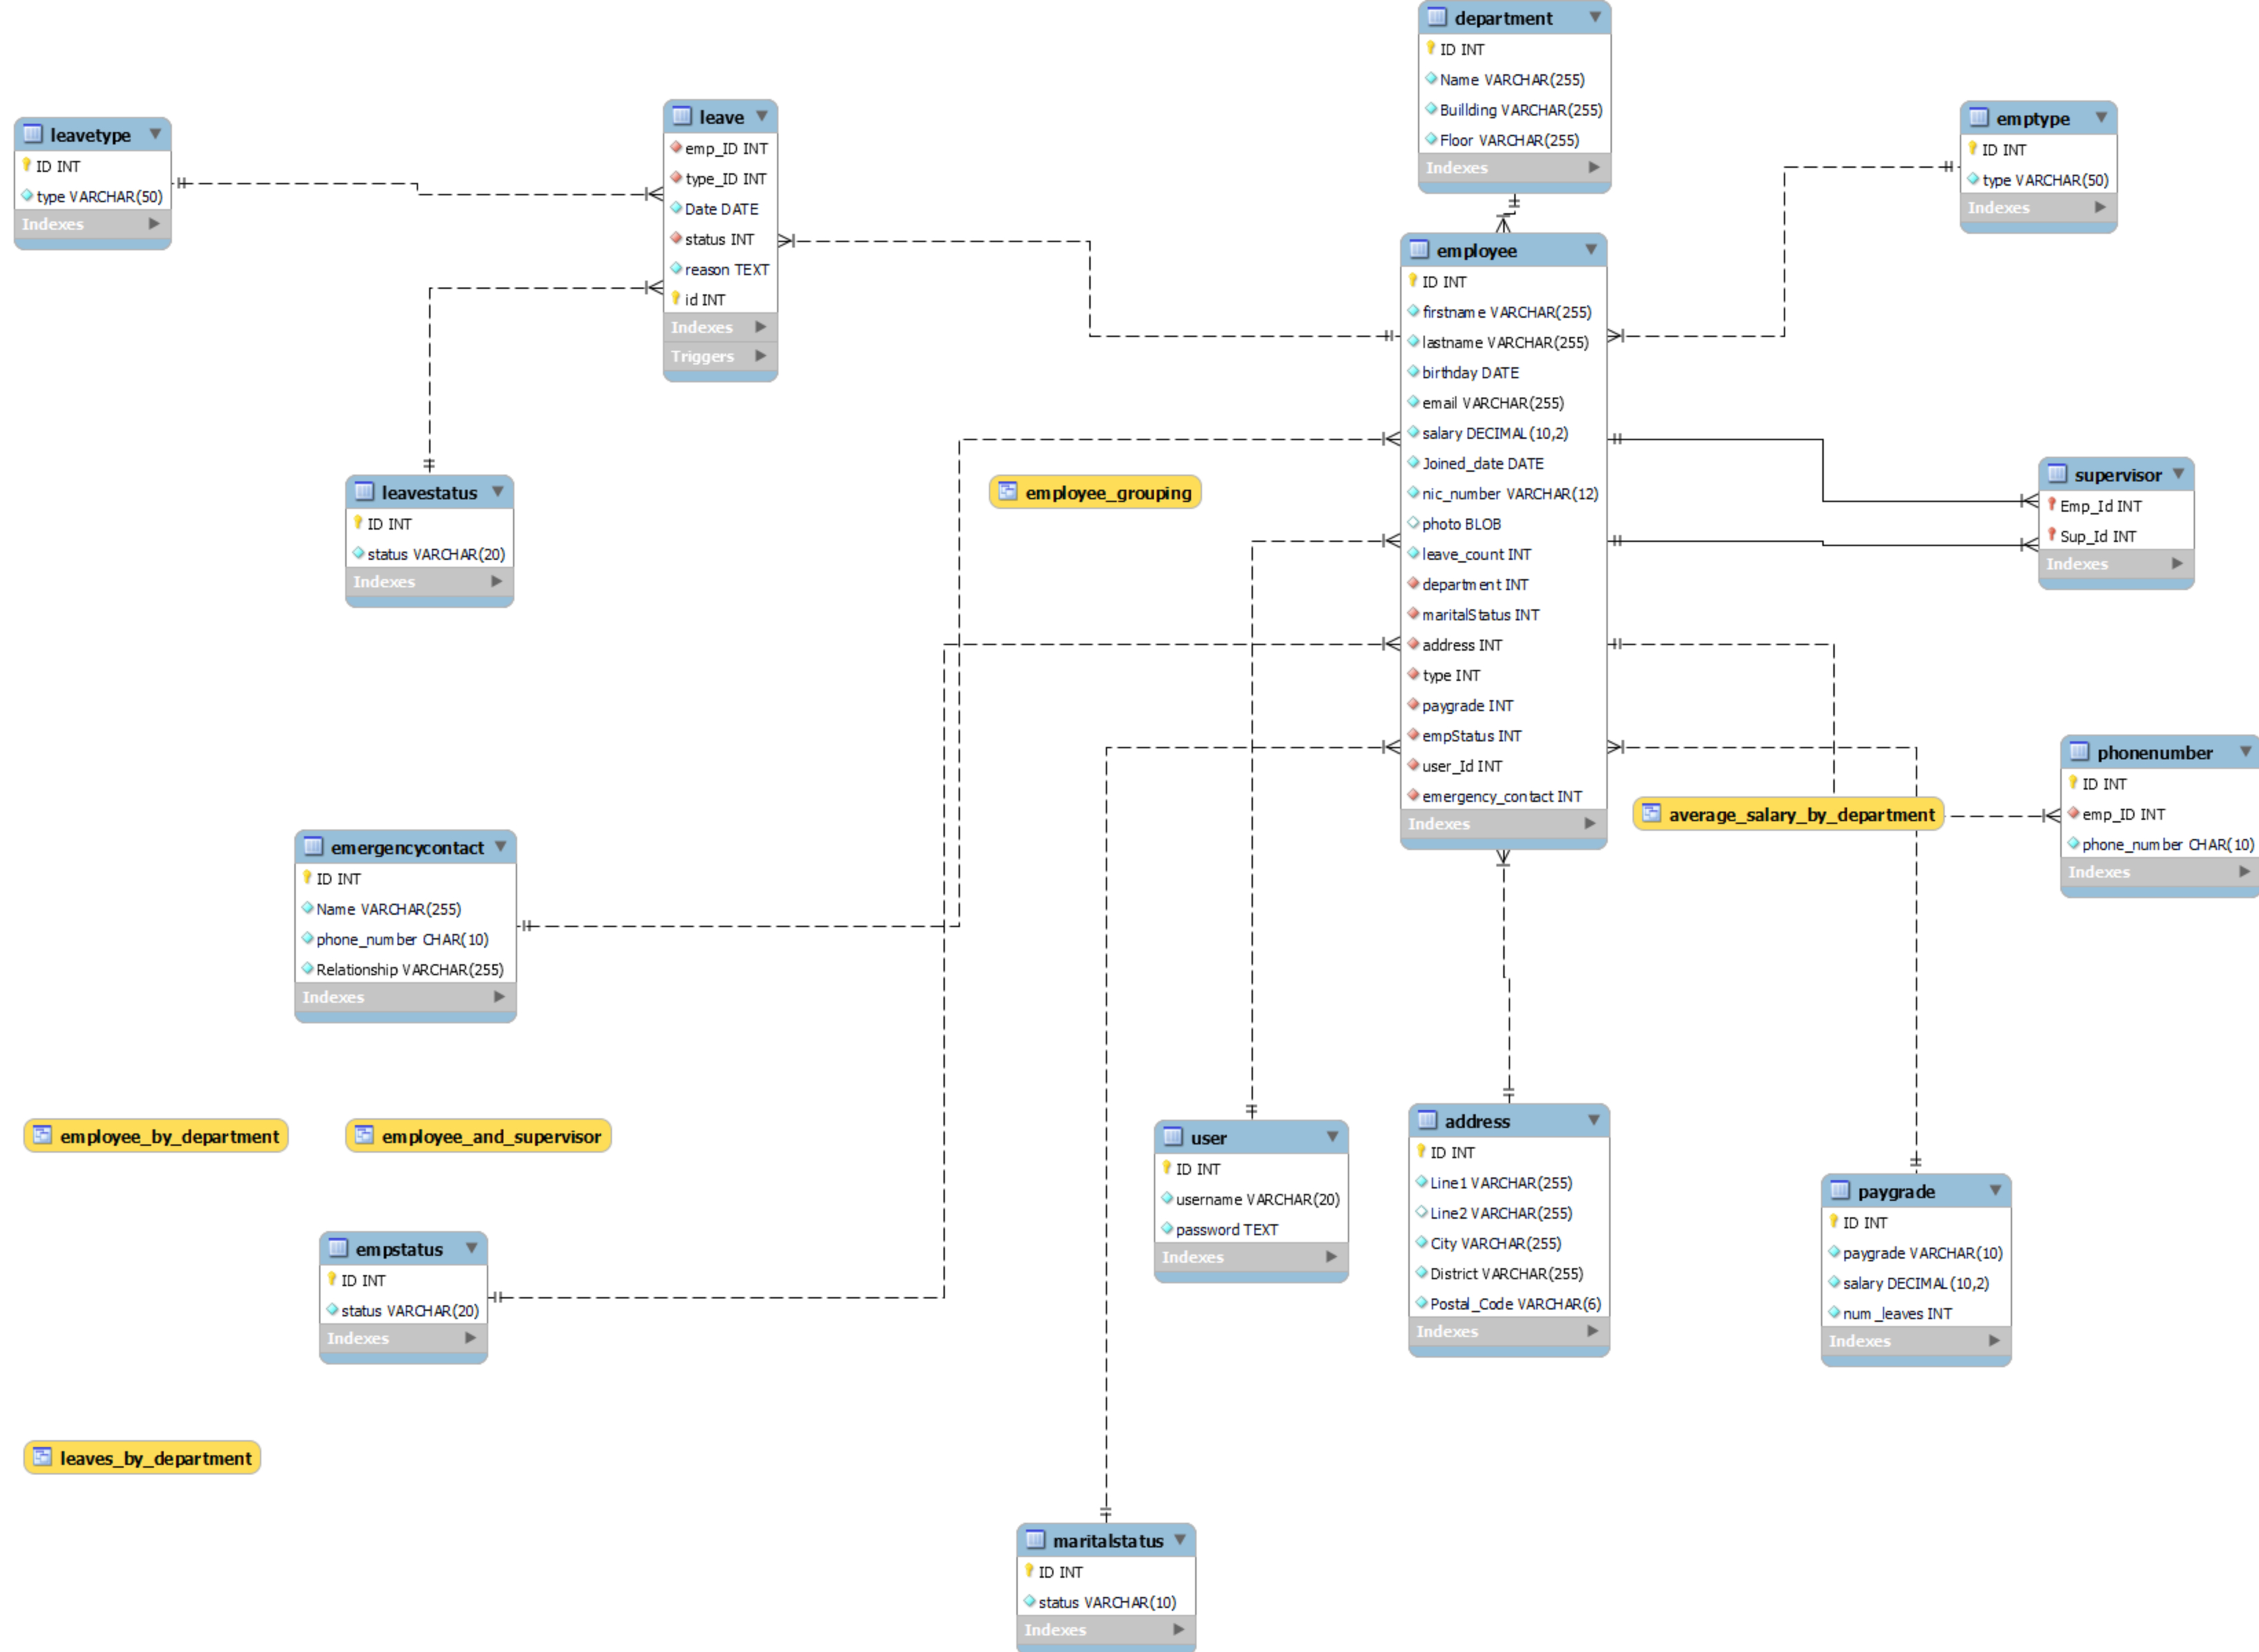 department
ID INT
Name VARCHAR(255)
Buillding VARCHAR(255)
Floor VARCHAR(255)
Indexes
leavetype
ID INT
type VARCHAR(50)
Indexes
leave
emp_ID INT
type_ID INT
Date DATE
status INT
reason TEXT
id INT
Indexes
Triggers
emptype
ID INT
type VARCHAR(50)
Indexes
employee
ID INT
firstname VARCHAR(255)
lastname VARCHAR(255)
birthday DATE
email VARCHAR(255)
salary DECIMAL(10,2)
Joined_date DATE
nic_number VARCHAR(12)
photo BLOB
leave_count INT
department INT
maritalStatus INT
address INT
type INT
paygrade INT
empStatus INT
user_Id INT
emergency_contact INT
Indexes
leavestatus
ID INT
status VARCHAR(20)
Indexes
employee_grouping
supervisor
Emp_Id INT
Sup_Id INT
Indexes
phonenumber
ID INT
emp_ID INT
phone_number CHAR(10)
Indexes
average_salary_by_department
emergencycontact
ID INT
Name VARCHAR(255)
phone_number CHAR(10)
Relationship VARCHAR(255)
Indexes
employee_by_department
employee_and_supervisor
user
ID INT
username VARCHAR(20)
password TEXT
Indexes
address
ID INT
Line1 VARCHAR(255)
Line2 VARCHAR(255)
City VARCHAR(255)
District VARCHAR(255)
Postal_Code VARCHAR(6)
Indexes
paygrade
ID INT
paygrade VARCHAR(10)
salary DECIMAL(10,2)
num_leaves INT
Indexes
empstatus
ID INT
status VARCHAR(20)
Indexes
leaves_by_department
maritalstatus
ID INT
status VARCHAR(10)
Indexes